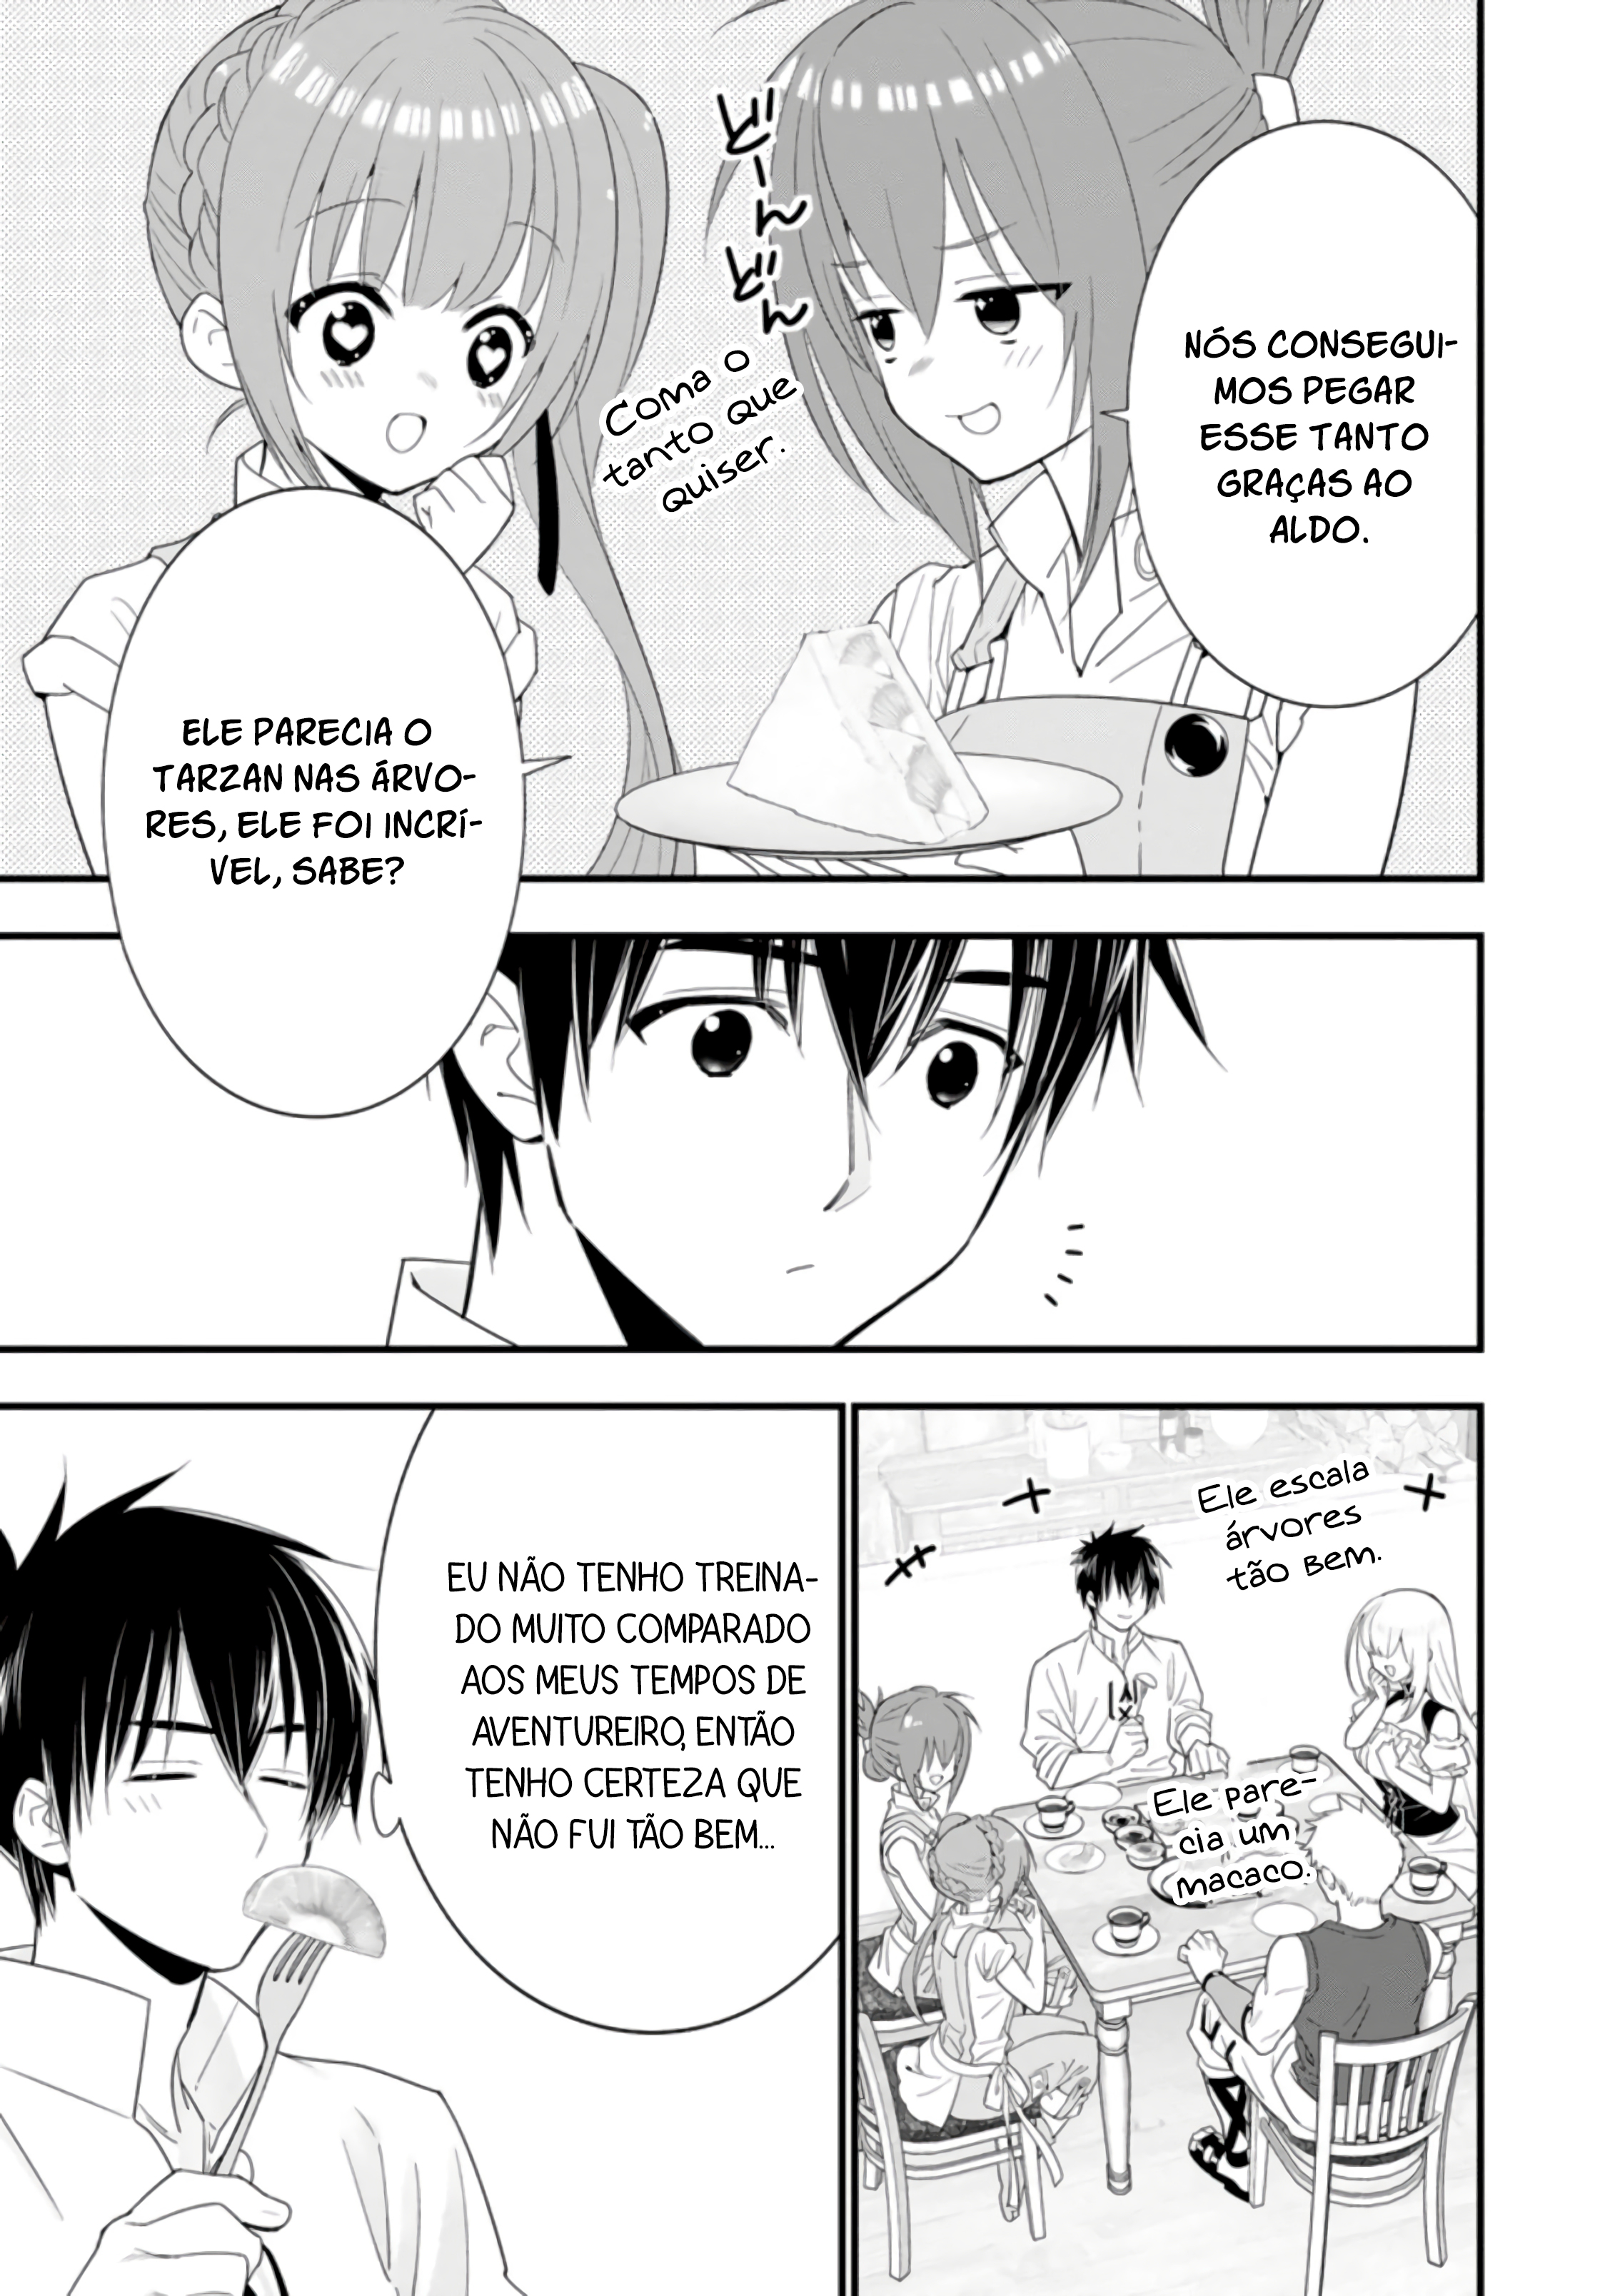 NÓS CONSEGUI-
MOS PEGAR
ESSE TANTO
GRAÇAS AO
ALDO.
どーん
どん
Coma o
tanto que
quiser.
ELE PARECIA O
TARZAN NAS ÁRVO-
RES, ELE FOI INCRÍ-
VEL, SABE?
Ele escala
árvores
tão bem.
Ele pare-
cia um
macaco.
EU NÃO TENHO TREINA-
DO MUITO COMPARADO
AOS MEUS TEMPOS DE
AVENTUREIRO, ENTÃO
TENHO CERTEZA QUE
NÃO FUI TÃO BEM...